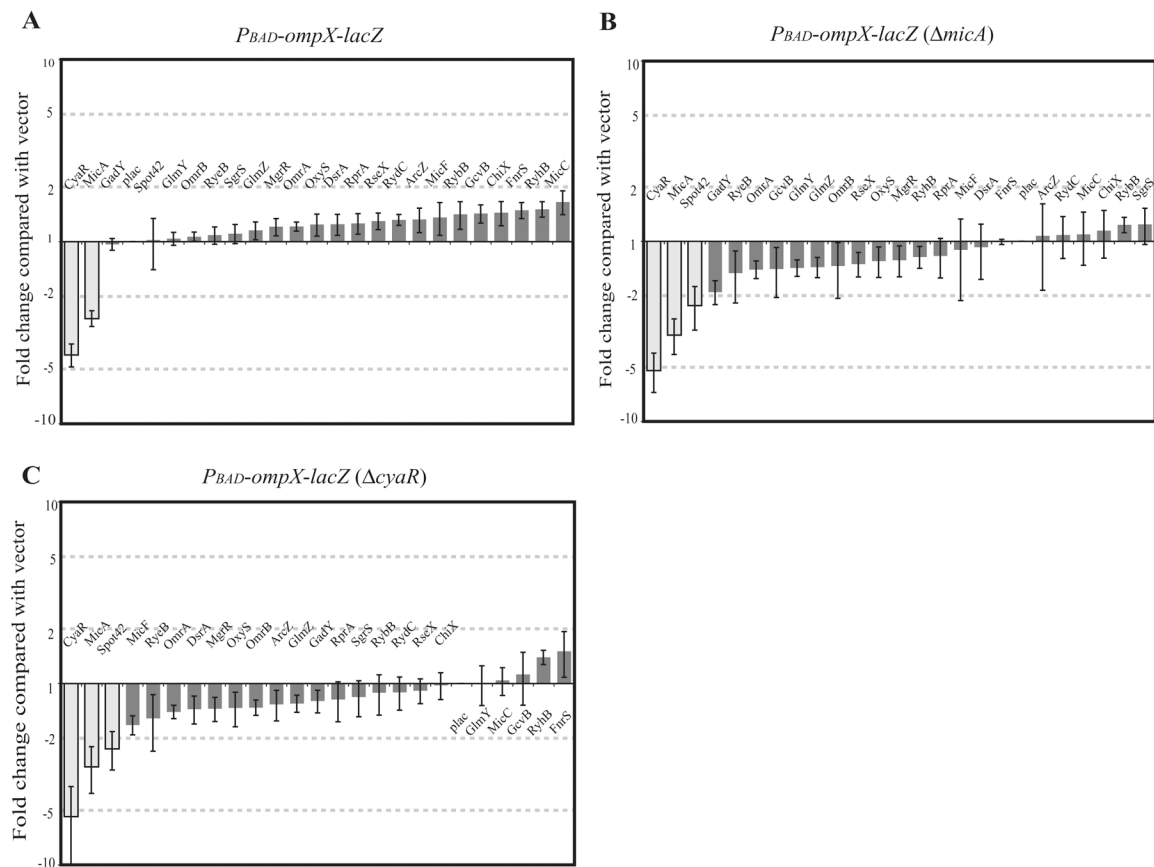 A
PBAD-ompX-lacZ
Fold change compared with vector
10
5
2
1
-2
-5
-10
CyaR
MicA
GadY
plac
Spot42
GlmY
OmrB
RyeB
SgrS
GlmZ
MgrR
OmrA
OxyS
DsrA
RprA
RseX
RydC
ArcZ
MicF
RybB
GcvB
ChiX
FnrS
RyhB
MicC
B
PBAD-ompX-lacZ (ΔmicA)
Fold change compared with vector
10
5
2
1
-2
-5
-10
CyaR
MicA
Spot42
GadY
RyeB
OmrA
GcvB
GlmY
GlmZ
OmrB
RseX
OxyS
MgrR
RyhB
RprA
MicF
DsrA
FnrS
plac
ArcZ
RydC
MicC
ChiX
RybB
SgrS
C
PBAD-ompX-lacZ (ΔcyaR)
Fold change compared with vector
10
5
2
1
-2
-5
-10
CyaR
MicA
Spot42
MicF
RyeB
OmrA
DsrA
MgrR
OxyS
OmrB
ArcZ
GlmZ
GadY
RprA
SgrS
RybB
RydC
RseX
ChiX
plac
GlmY
MicC
GcvB
RyhB
FnrS